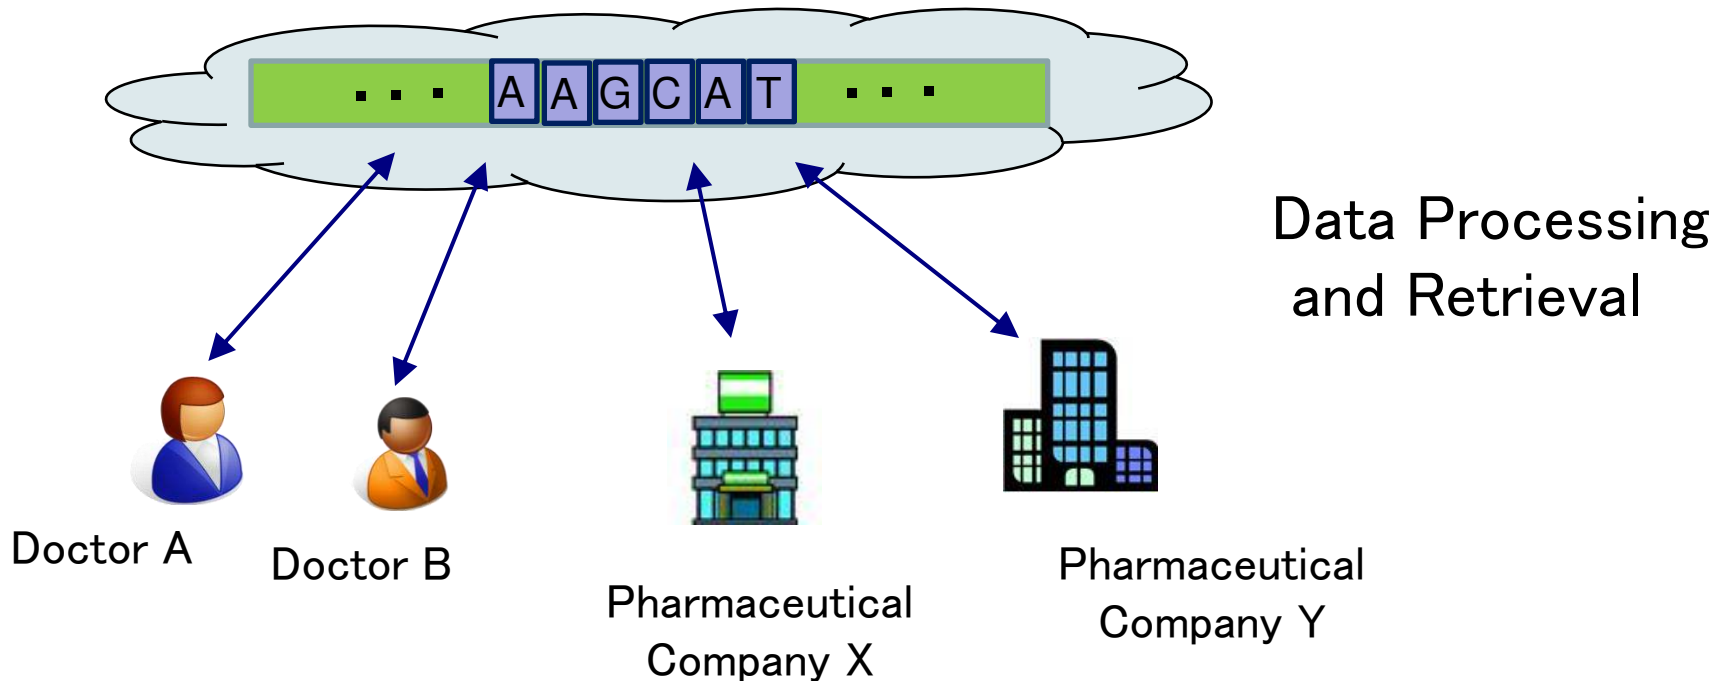 ... A A G C A T ...
Data Processing
and Retrieval
Doctor A
Doctor B
Pharmaceutical
Company X
Pharmaceutical
Company Y